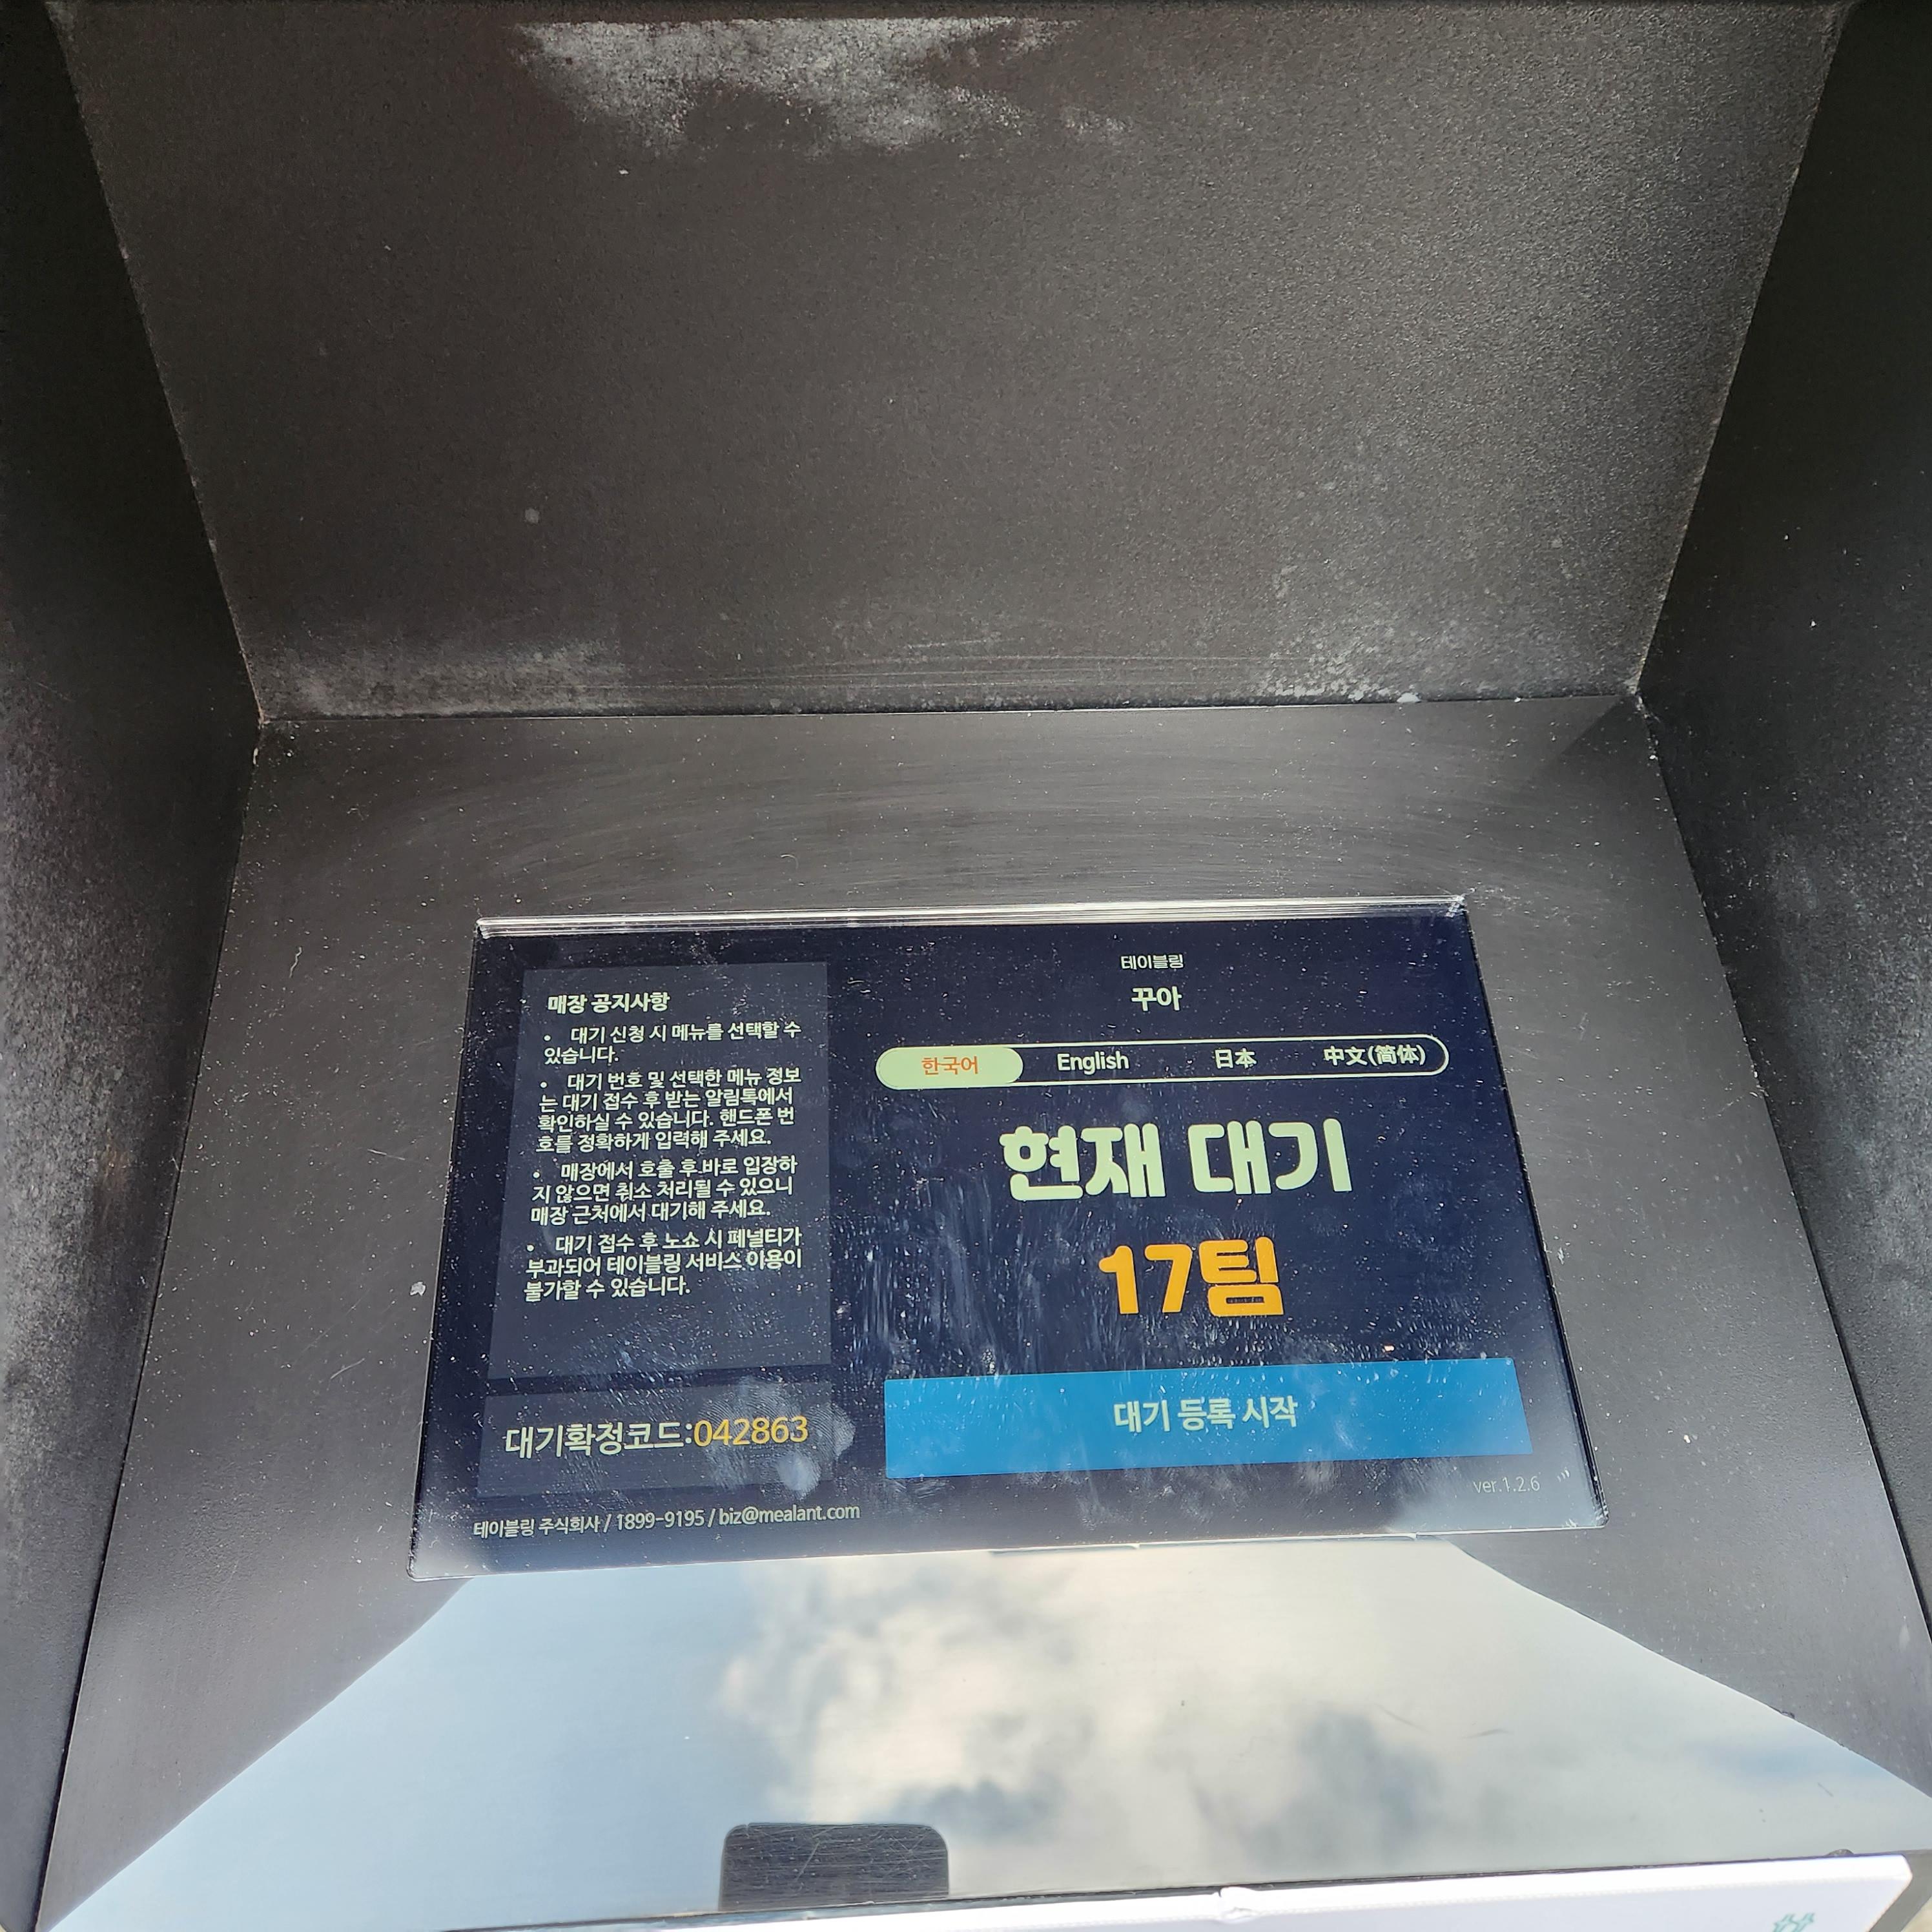 매장 공지사항
• 대기 신청 시 메뉴를 선택할 수
있습니다.
• 대기 번호 및 선택한 메뉴 정보
는 대기 접수 후 받는 알림톡에서
확인하실 수 있습니다. 핸드폰 번
호를 정확하게 입력해 주세요.
• 매장에서 호출 후 바로 입장하
지 않으면 취소 처리될 수 있으니
매장 근처에서 대기해 주세요.
• 대기 접수 후 노쇼 시 페널티가
부과되어 테이블링 서비스 이용이
불가할 수 있습니다.
대기확정코드:042863
테이블링 주식회사 / 1899-9195 / biz@mealant.com
테이블링
꾸아
한국어 English 日本 中文(简体)
현재 대기
17팀
대기 등록 시작
ver.1.2.6